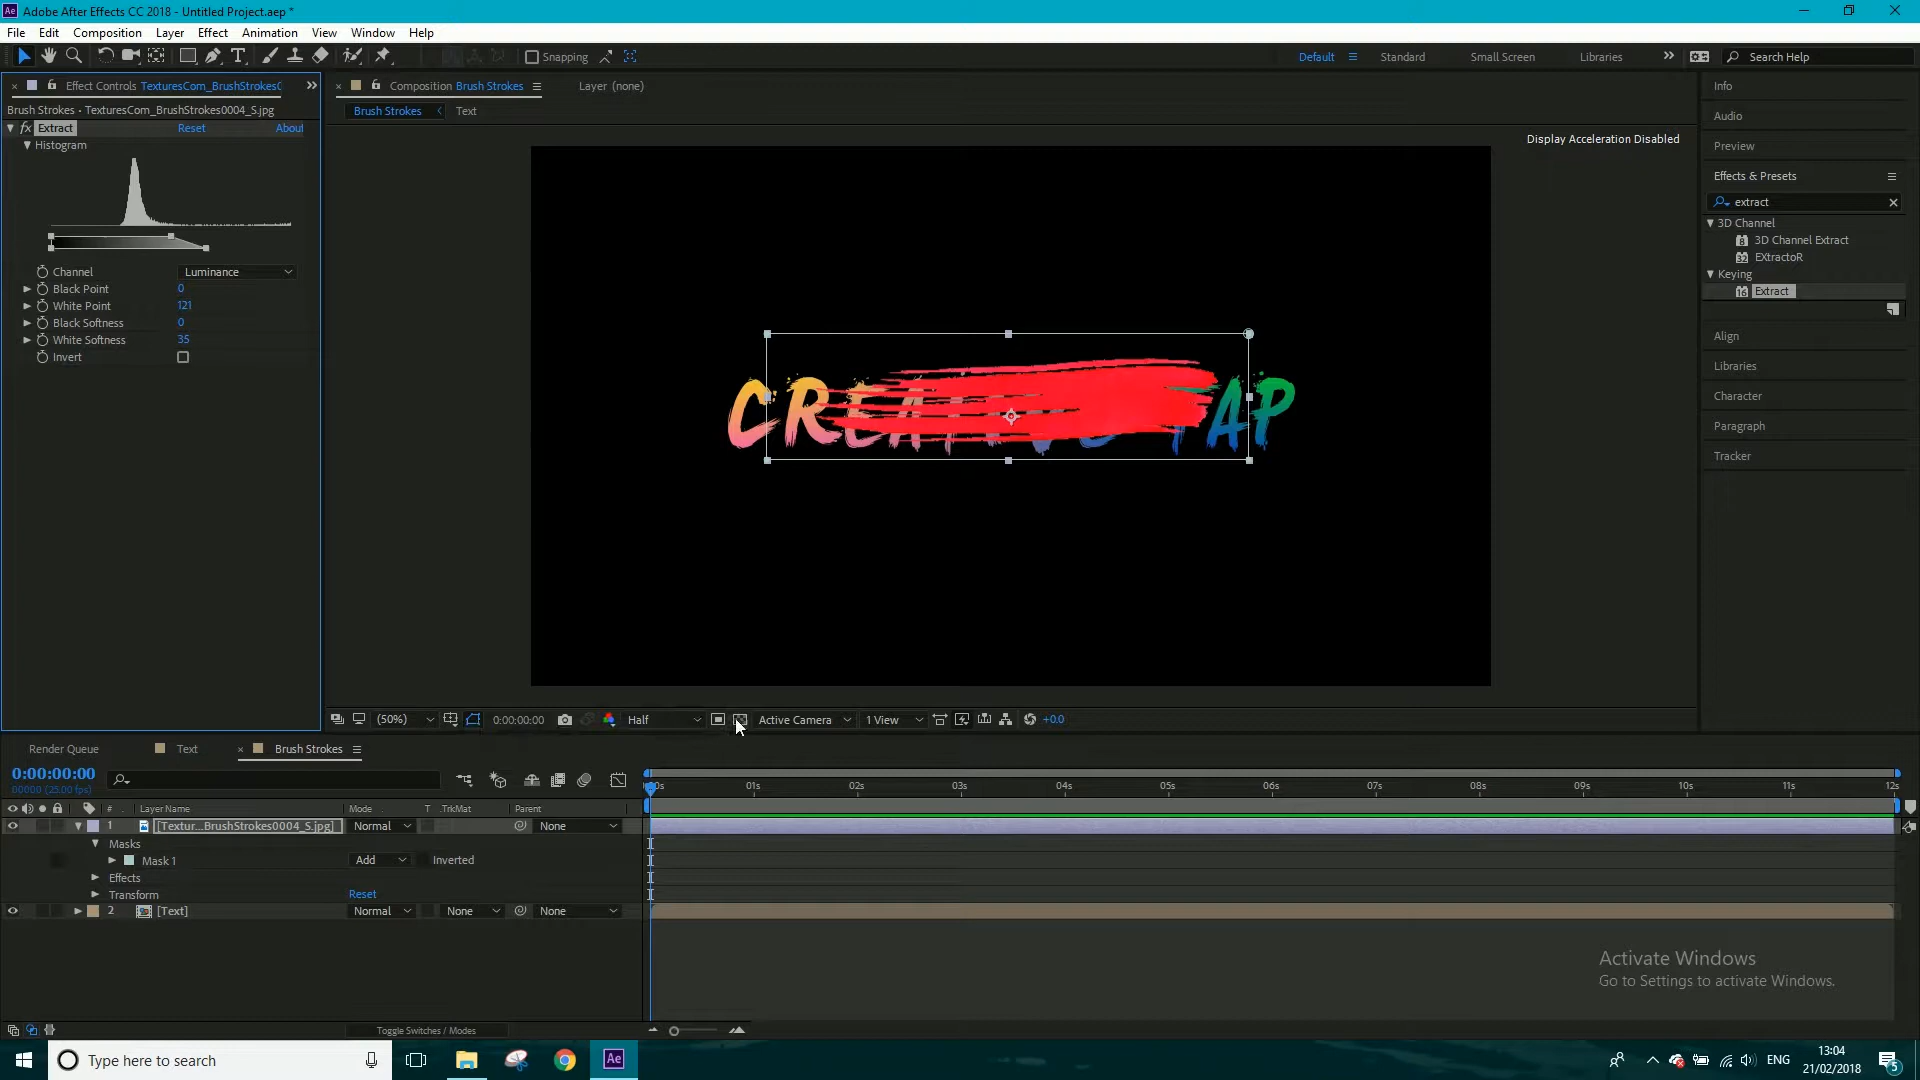 Adobe After Effects CC 2018 - Untitled Project.aep *
File Edit Composition Layer Effect Animation View Window Help
Snapping
Default Standard Small Screen Libraries Search Help
Effect Controls TexturesCom_BrushStrokes
Brush Strokes • TexturesCom_BrushStrokes0004_S.jpg
fx Extract Reset About
Histogram
Channel Luminance
Black Point 0
White Point 121
Black Softness 0
White Softness 35
Invert
Composition Brush Strokes
Layer (none)
Brush Strokes Text
Display Acceleration Disabled
AP
(50%) 0:00:00:00 Half Active Camera 1 View +0.0
Info
Audio
Preview
Effects & Presets
extract
3D Channel
3D Channel Extract
EXtractoR
Keying
Extract
Align
Libraries
Character
Paragraph
Tracker
Render Queue Text Brush Strokes
0:00:00:00
00000 (25.00 fps)
01s 02s 03s 04s 05s 06s 07s 08s 09s 10s 11s 12s
# Layer Name Mode T .TrkMat Parent
1 [Textur...BrushStrokes0004_S.jpg] Normal None
Masks
Mask 1 Add Inverted
Effects
Transform Reset
2 [Text] Normal None None
Toggle Switches / Modes
Activate Windows
Go to Settings to activate Windows.
Type here to search
Ae
ENG
13:04
21/02/2018
5